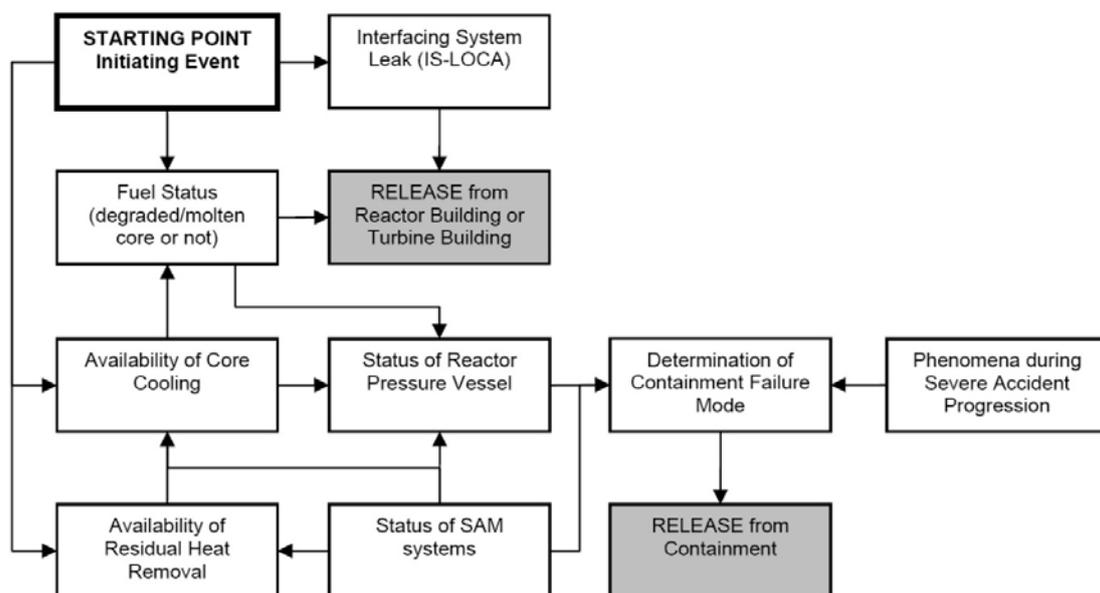 STARTING POINT
Initiating Event
Interfacing System
Leak (IS-LOCA)
Fuel Status
(degraded/molten
core or not)
RELEASE from
Reactor Building or
Turbine Building
Availability of Core
Cooling
Status of Reactor
Pressure Vessel
Determination of
Containment Failure
Mode
Phenomena during
Severe Accident
Progression
Availability of
Residual Heat
Removal
Status of SAM
systems
RELEASE from
Containment